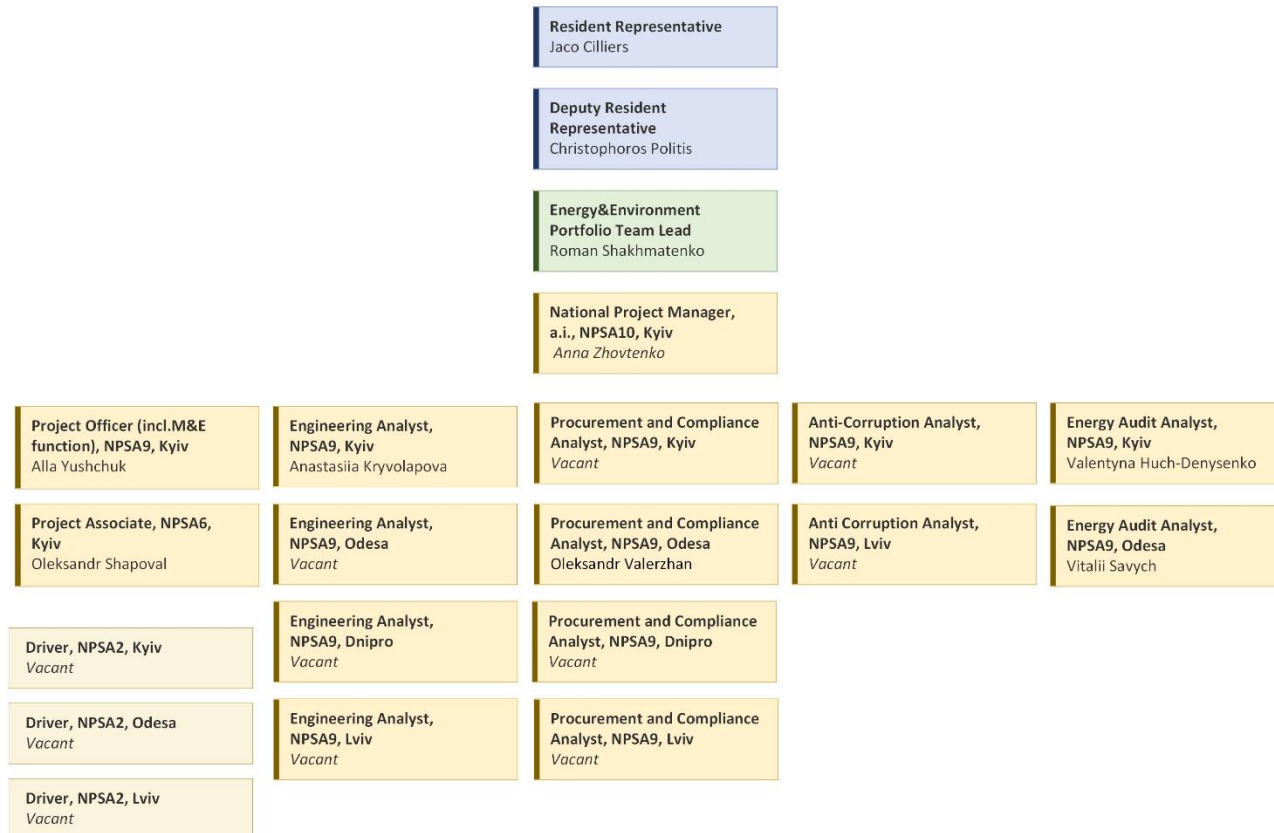 Resident Representative
Jaco Cilliers
Deputy Resident
Representative
Christophoros Politis
Energy&Environment
Portfolio Team Lead
Roman Shakhmatenko
National Project Manager,
a.i., NPSA10, Kyiv
Anna Zhovtenko
Project Officer (incl.M&E
function), NPSA9, Kyiv
Alla Yushchuk
Engineering Analyst,
NPSA9, Kyiv
Anastasiia Kryvolapova
Procurement and Compliance
Analyst, NPSA9, Kyiv
Vacant
Anti-Corruption Analyst,
NPSA9, Kyiv
Vacant
Energy Audit Analyst,
NPSA9, Kyiv
Valentyna Huch-Denysenko
Project Associate, NPSA6,
Kyiv
Oleksandr Shapoval
Engineering Analyst,
NPSA9, Odesa
Vacant
Procurement and Compliance
Analyst, NPSA9, Odesa
Oleksandr Valerzhan
Anti Corruption Analyst,
NPSA9, Lviv
Vacant
Energy Audit Analyst,
NPSA9, Odesa
Vitalii Savych
Driver, NPSA2, Kyiv
Vacant
Engineering Analyst,
NPSA9, Dnipro
Vacant
Procurement and Compliance
Analyst, NPSA9, Dnipro
Vacant
Driver, NPSA2, Odesa
Vacant
Engineering Analyst,
NPSA9, Lviv
Vacant
Procurement and Compliance
Analyst, NPSA9, Lviv
Vacant
Driver, NPSA2, Lviv
Vacant